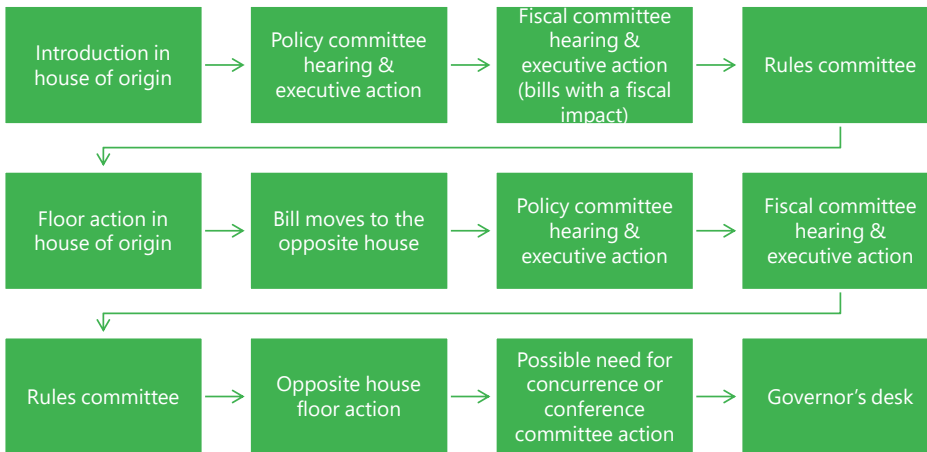 Introduction in
house of origin
Policy committee
hearing &
executive action
Fiscal committee
hearing &
executive action
(bills with a fiscal
impact)
Rules committee
Floor action in
house of origin
Bill moves to the
opposite house
Policy committee
hearing &
executive action
Fiscal committee
hearing &
executive action
Rules committee
Opposite house
floor action
Possible need for
concurrence or
conference
committee action
Governor’s desk